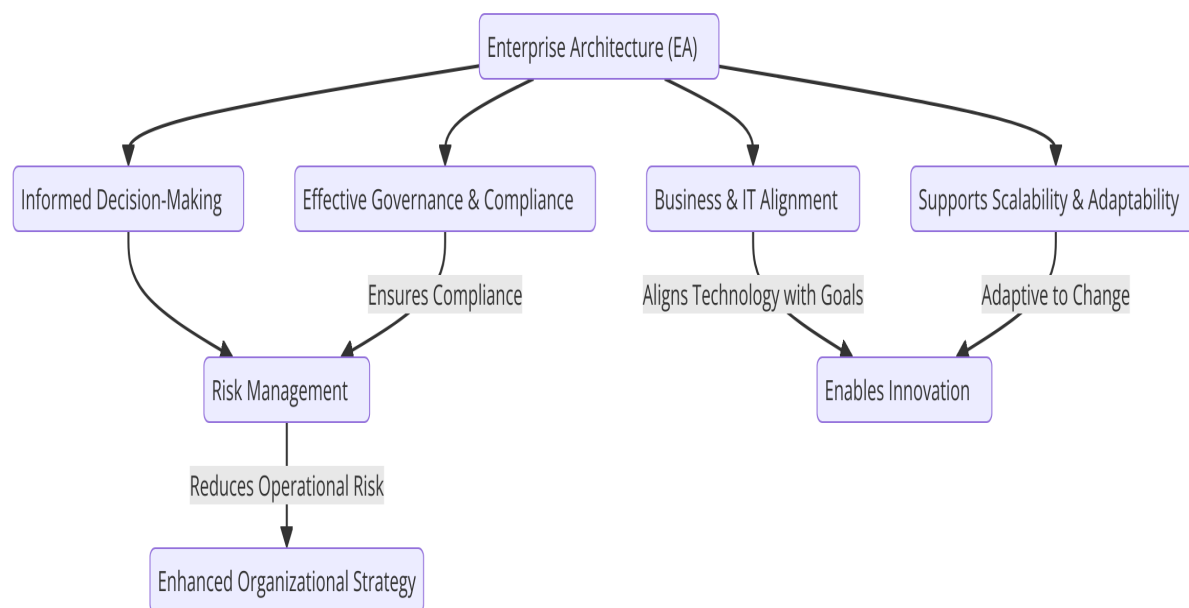 Enterprise Architecture (EA)
Informed Decision-Making
Effective Governance & Compliance
Business & IT Alignment
Supports Scalability & Adaptability
Ensures Compliance
Aligns Technology with Goals
Adaptive to Change
Risk Management
Enables Innovation
Reduces Operational Risk
Enhanced Organizational Strategy